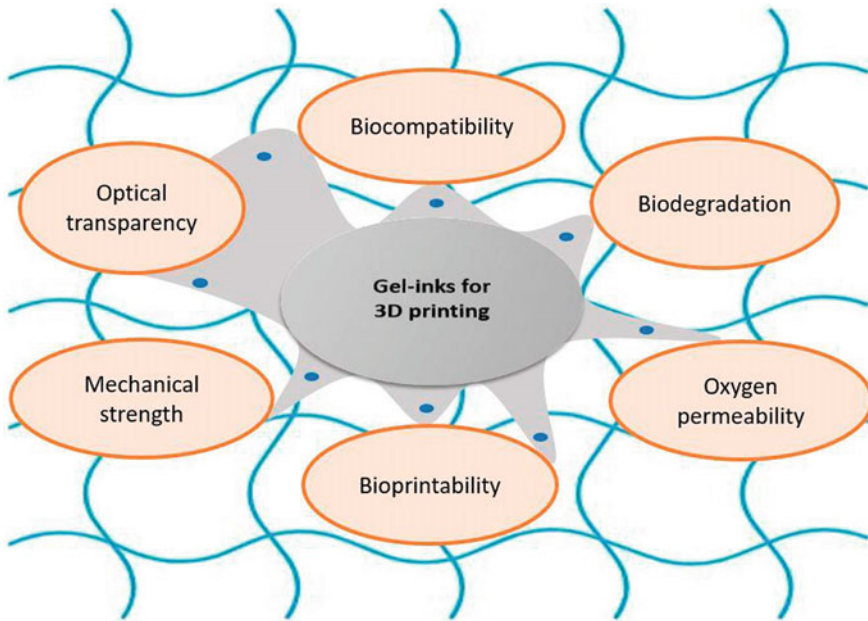 Biocompatibility
Optical
transparency
Biodegradation
Gel-inks for
3D printing
Mechanical
strength
Oxygen
permeability
Bioprintability